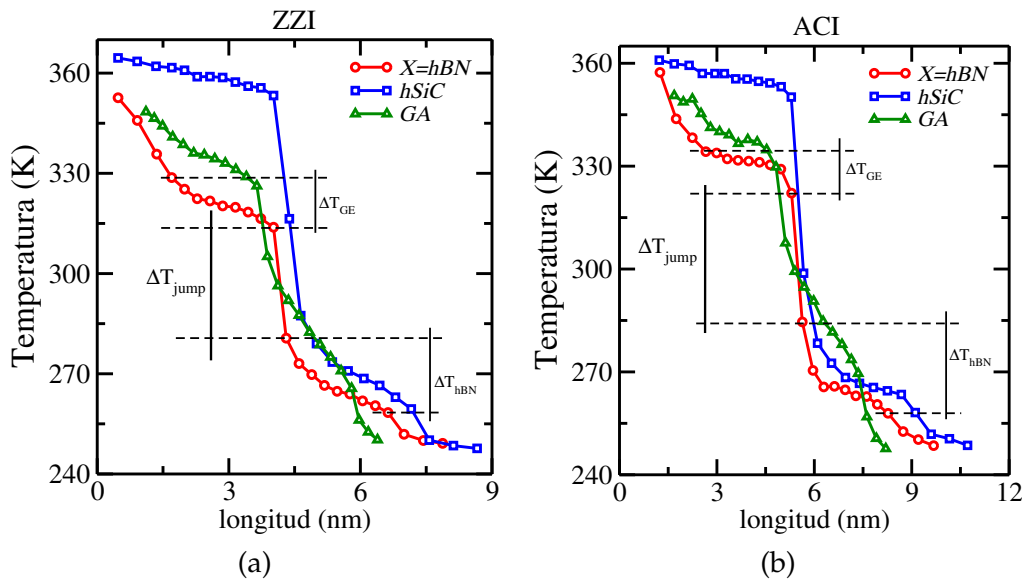 ZZI
Temperatura (K)
360
330
300
270
240
0
3
6
9
longitud (nm)
X=hBN
hSiC
GA
ΔT_GE
ΔT_jump
ΔT_hBN
(a)
ACI
Temperatura (K)
360
330
300
270
240
0
3
6
9
12
longitud (nm)
X=hBN
hSiC
GA
ΔT_GE
ΔT_jump
ΔT_hBN
(b)